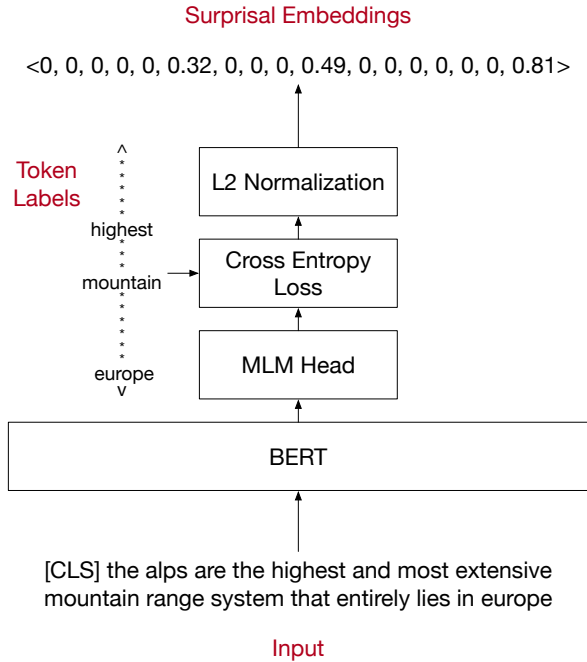 Surprisal Embeddings
<0, 0, 0, 0, 0, 0.32, 0, 0, 0, 0.49, 0, 0, 0, 0, 0, 0, 0.81>
Token
Labels
^
*
*
*
*
*
highest
*
*
*
mountain
*
*
*
*
*
*
europe
v
L2 Normalization
Cross Entropy
Loss
MLM Head
BERT
[CLS] the alps are the highest and most extensive
mountain range system that entirely lies in europe
Input